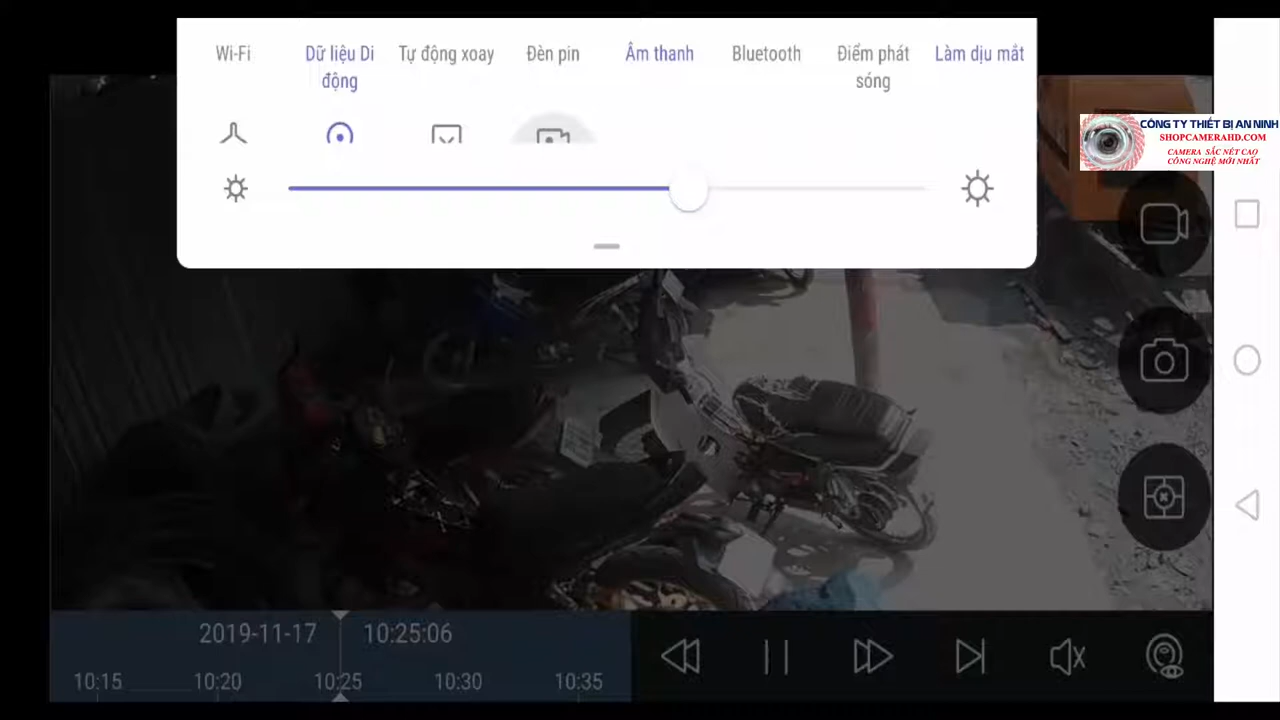 Wi-Fi
Dữ liệu Di
động
Tự động xoay
Đèn pin
Âm thanh
Bluetooth
Điểm phát
sóng
Làm dịu mắt
CÔNG TY THIẾT BỊ AN NINH
SHOPCAMERAHD.COM
CAMERA SẮC NÉT CAO
CÔNG NGHỆ MỚI NHẤT
2019-11-17 10:25:06
10:15 10:20 10:25 10:30 10:35